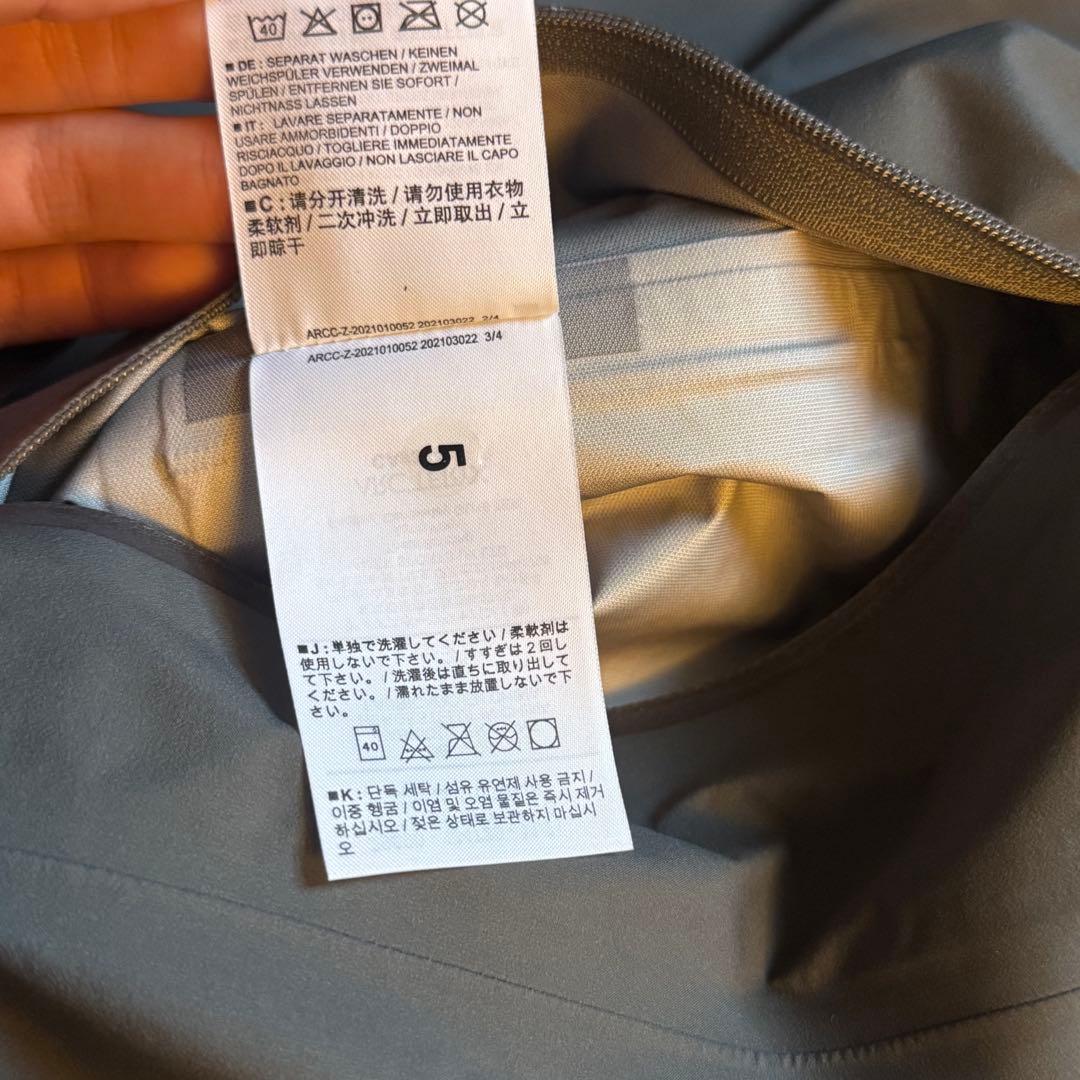 40
■ DE : SEPARAT WASCHEN / KEINEN
WEICHSPÜLER VERWENDEN / ZWEIMAL
SPÜLEN / ENTFERNEN SIE SOFORT /
NICHTNASS LASSEN
■ IT : LAVARE SEPARATAMENTE / NON
USARE AMMORBIDENTI / DOPPIO
RISCIACQUO / TOGLIERE IMMEDIATAMENTE
DOPO IL LAVAGGIO / NON LASCIARE IL CAPO
BAGNATO
■ C : 请分开清洗 / 请勿使用衣物
柔软剂 / 二次冲洗 / 立即取出 / 立
即晾干
ARCC-Z-2021010052 202103022 2/4
ARCC-Z-2021010052 202103022 3/4
5
■ J : 単独で洗濯してください / 柔軟剤は
使用しないで下さい。 / すすぎは2回し
て下さい。 / 洗濯後は直ちに取り出して
ください。 / 濡れたまま放置しないで下
さい。
40
■ K : 단독 세탁 / 섬유 유연제 사용 금지 /
이중 헹굼 / 이염 및 오염 물질은 즉시 제거
하십시오 / 젖은 상태로 보관하지 마십시
오